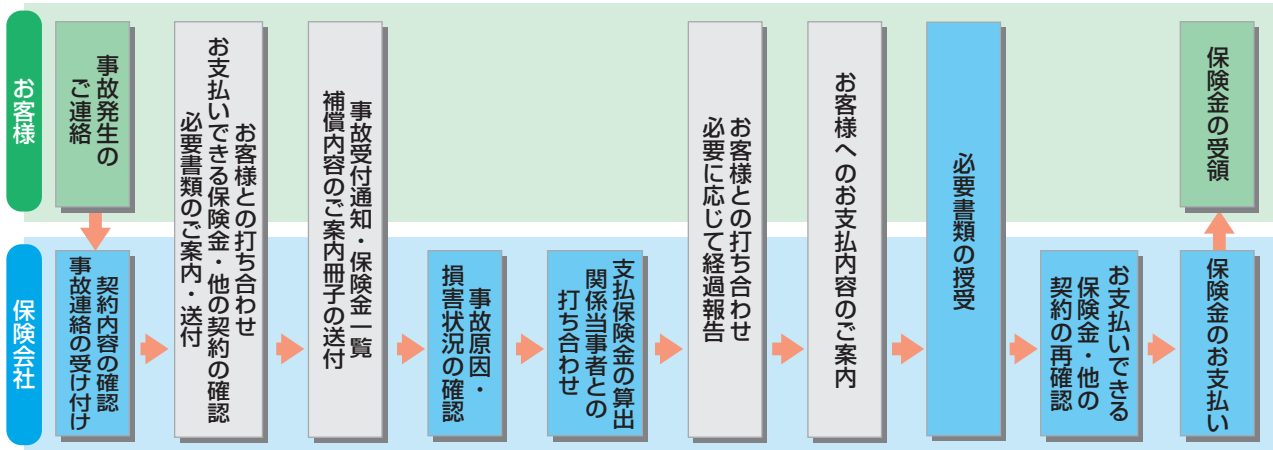 お客様
事故発生の
ご連絡
保険会社
契約内容の確認
事故連絡の受け付け
お客様との打ち合わせ
お支払いできる保険金・他の契約の確認
必要書類のご案内・送付
事故受付通知・保険金一覧
補償内容のご案内冊子の送付
事故原因・
損害状況の確認
支払保険金の算出
関係当事者との
打ち合わせ
お客様との打ち合わせ
必要に応じて経過報告
お客様へのお支払内容のご案内
必要書類の授受
お支払いできる
保険金・他の
契約の再確認
保険金のお支払い
保険金の受領